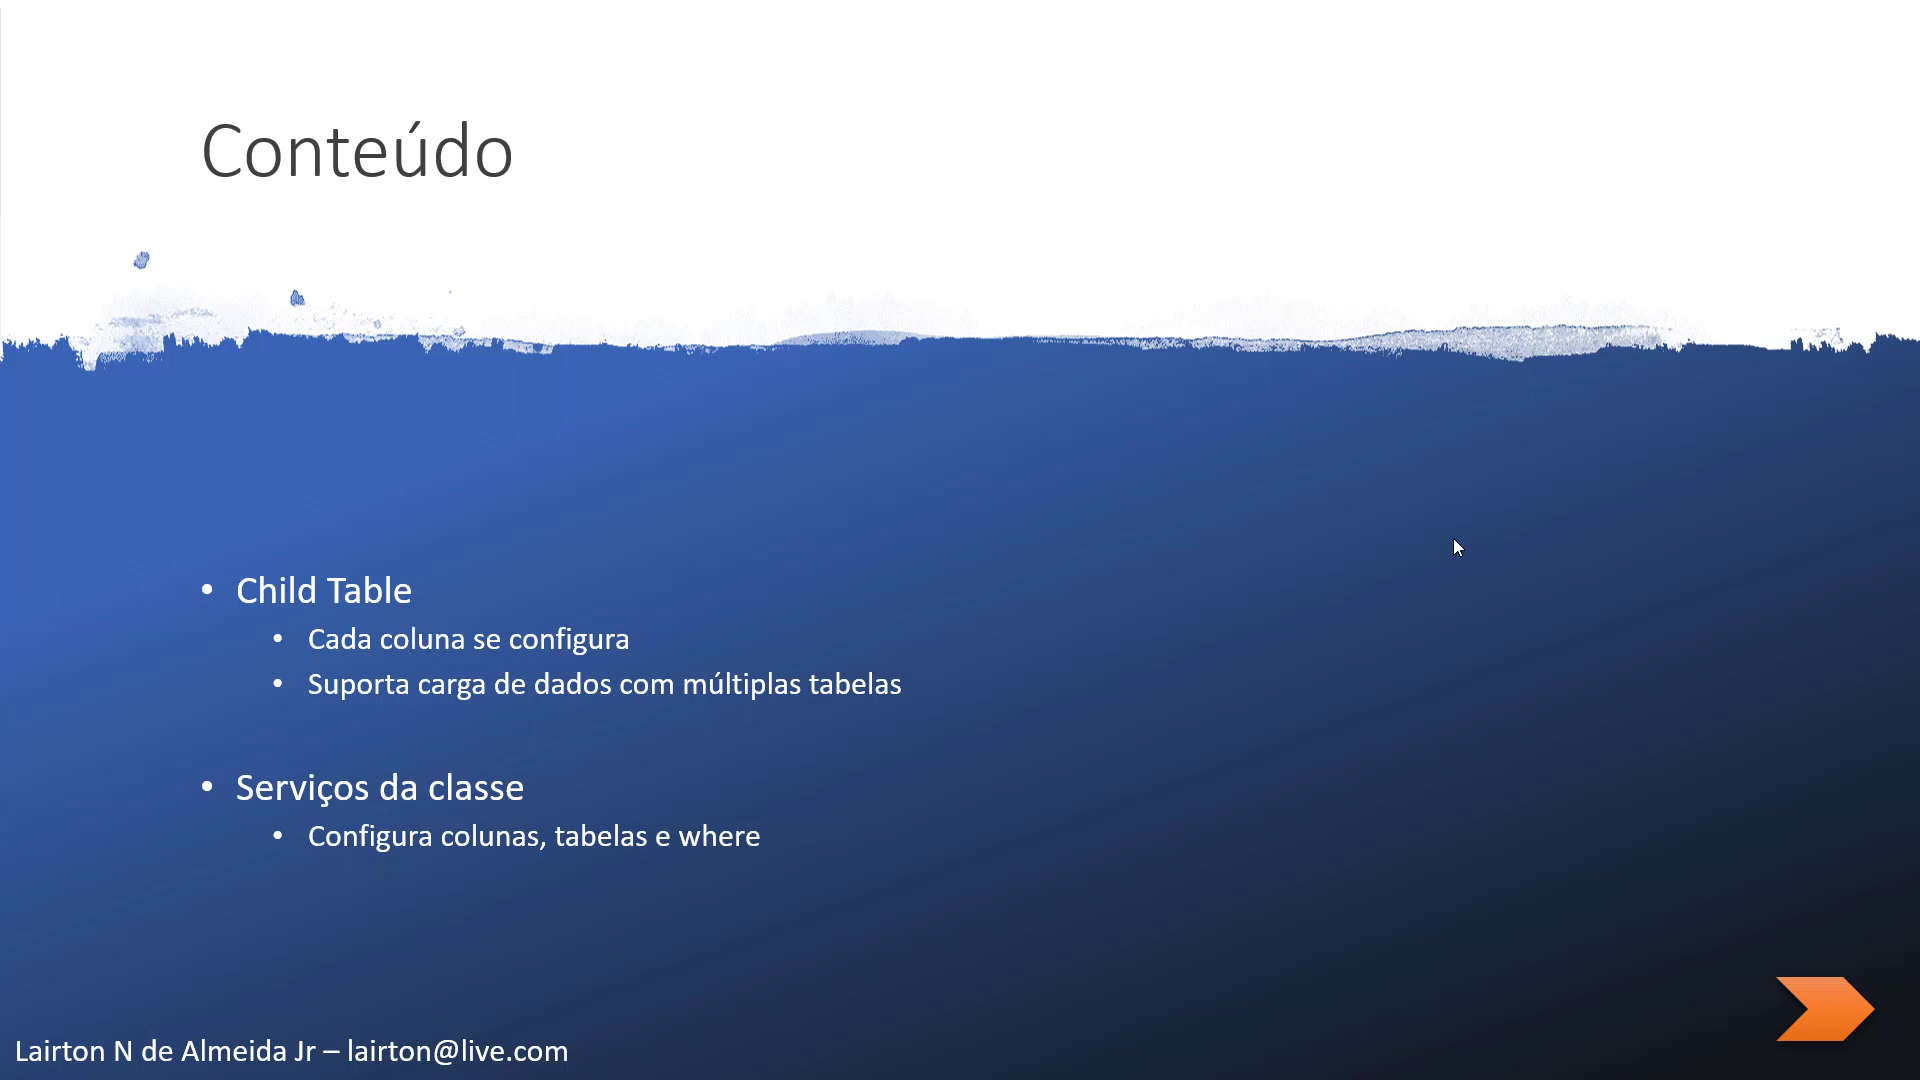 Conteúdo
• Child Table
• Cada coluna se configura
• Suporta carga de dados com múltiplas tabelas
• Serviços da classe
• Configura colunas, tabelas e where
Lairton N de Almeida Jr – lairton@live.com